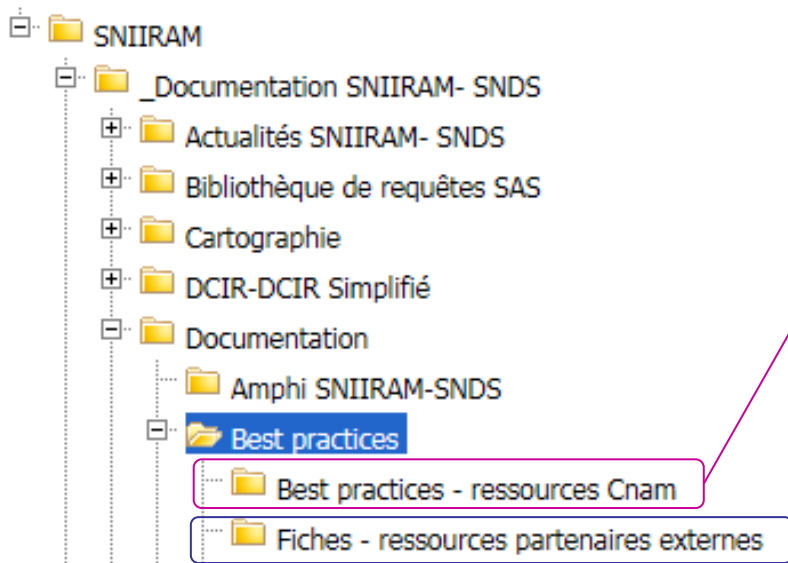 SNIIRAM
_Documentation SNIIRAM- SNDS
Actualités SNIIRAM- SNDS
Bibliothèque de requêtes SAS
Cartographie
DCIR-DCIR Simplifié
Documentation
Amphi SNIIRAM-SNDS
Best practices
Best practices - ressources Cnam
Fiches - ressources partenaires externes